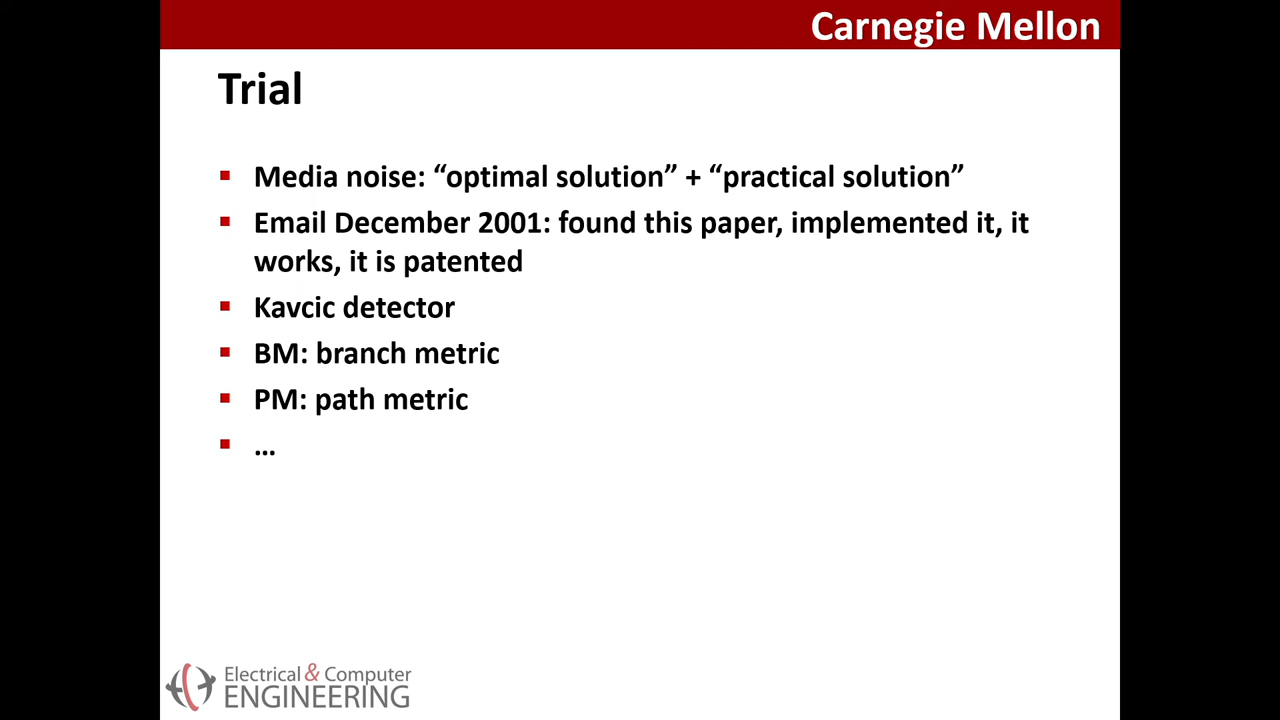 Carnegie Mellon
Trial
▪ Media noise: “optimal solution” + “practical solution”
▪ Email December 2001: found this paper, implemented it, it
works, it is patented
▪ Kavcic detector
▪ BM: branch metric
▪ PM: path metric
▪ …
Electrical & Computer
ENGINEERING